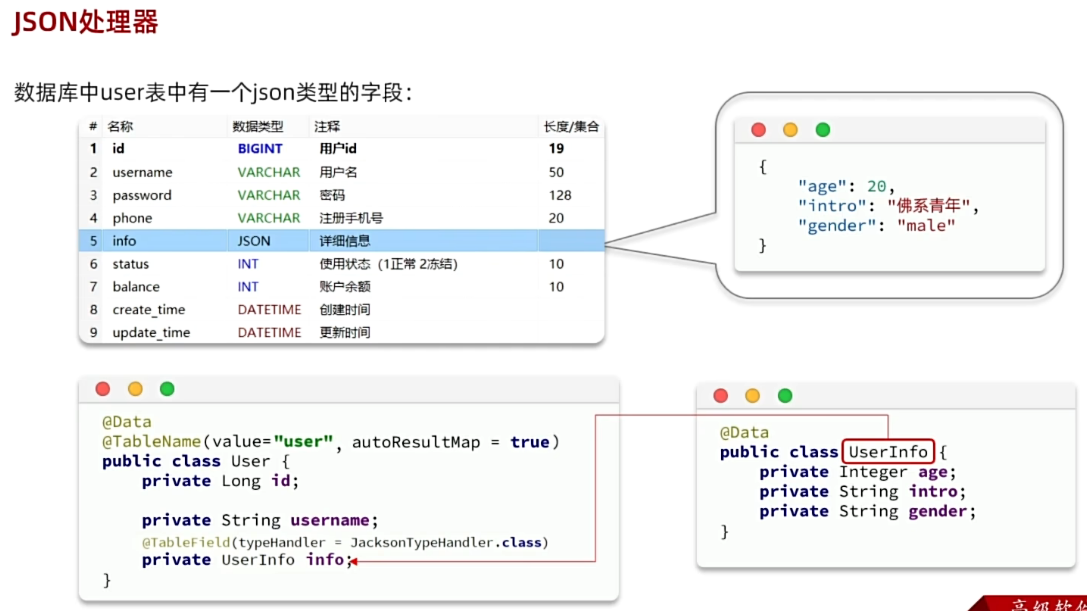 JSON处理器
数据库中user表中有一个json类型的字段：
# 名称 数据类型 注释 长度/集合
1 id BIGINT 用户id 19
2 username VARCHAR 用户名 50
3 password VARCHAR 密码 128
4 phone VARCHAR 注册手机号 20
5 info JSON 详细信息
6 status INT 使用状态（1正常 2冻结） 10
7 balance INT 账户余额 10
8 create_time DATETIME 创建时间
9 update_time DATETIME 更新时间
{
"age": 20,
"intro": "佛系青年",
"gender": "male"
}
@Data
@TableName(value="user", autoResultMap = true)
public class User {
private Long id;
private String username;
@TableField(typeHandler = JacksonTypeHandler.class)
private UserInfo info;
}
@Data
public class UserInfo {
private Integer age;
private String intro;
private String gender;
}
高级软